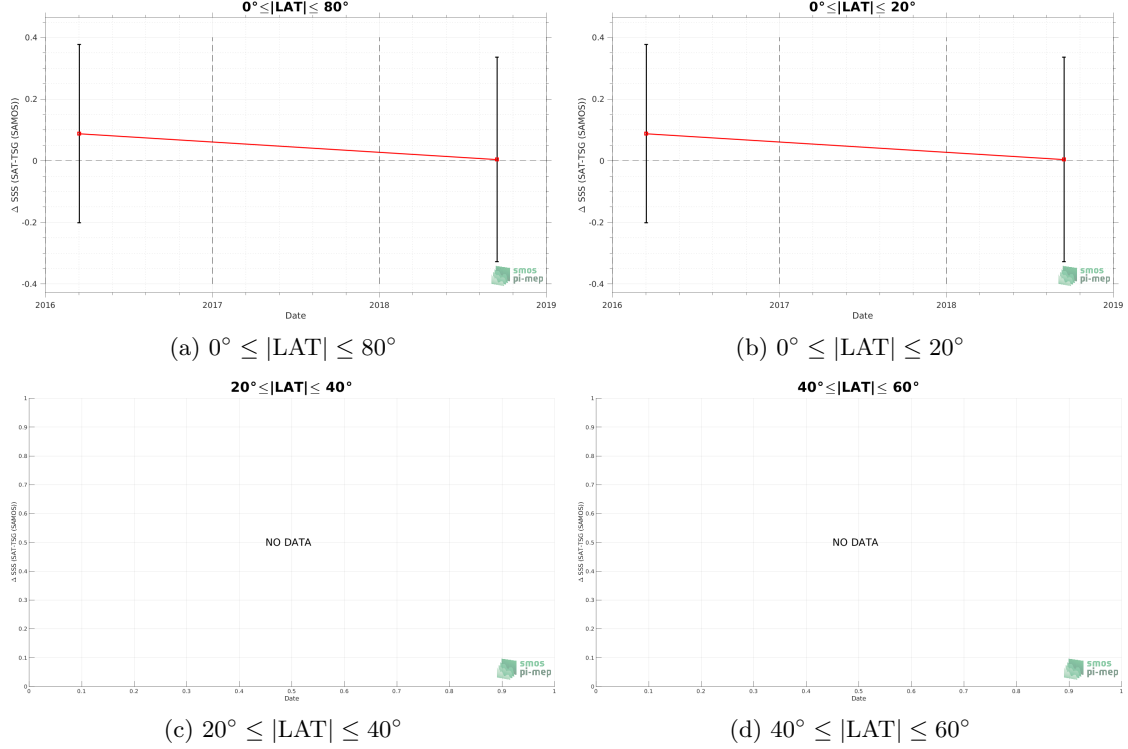 0°≤|LAT|≤ 80°
0.4
0.2
0
-0.2
-0.4
Δ SSS (SAT-TSG (SAMOS))
smos
pi-mep
2016
2017
2018
2019
Date
(a) 0° ≤ |LAT| ≤ 80°
0°≤|LAT|≤ 20°
0.4
0.2
0
-0.2
-0.4
Δ SSS (SAT-TSG (SAMOS))
smos
pi-mep
2016
2017
2018
2019
Date
(b) 0° ≤ |LAT| ≤ 20°
20°≤|LAT|≤ 40°
1
0.9
0.8
0.7
0.6
0.5
0.4
0.3
0.2
0.1
0
Δ SSS (SAT-TSG (SAMOS))
NO DATA
smos
pi-mep
0
0.1
0.2
0.3
0.4
0.5
0.6
0.7
0.8
0.9
1
Date
(c) 20° ≤ |LAT| ≤ 40°
40°≤|LAT|≤ 60°
1
0.9
0.8
0.7
0.6
0.5
0.4
0.3
0.2
0.1
0
Δ SSS (SAT-TSG (SAMOS))
NO DATA
smos
pi-mep
0
0.1
0.2
0.3
0.4
0.5
0.6
0.7
0.8
0.9
1
Date
(d) 40° ≤ |LAT| ≤ 60°